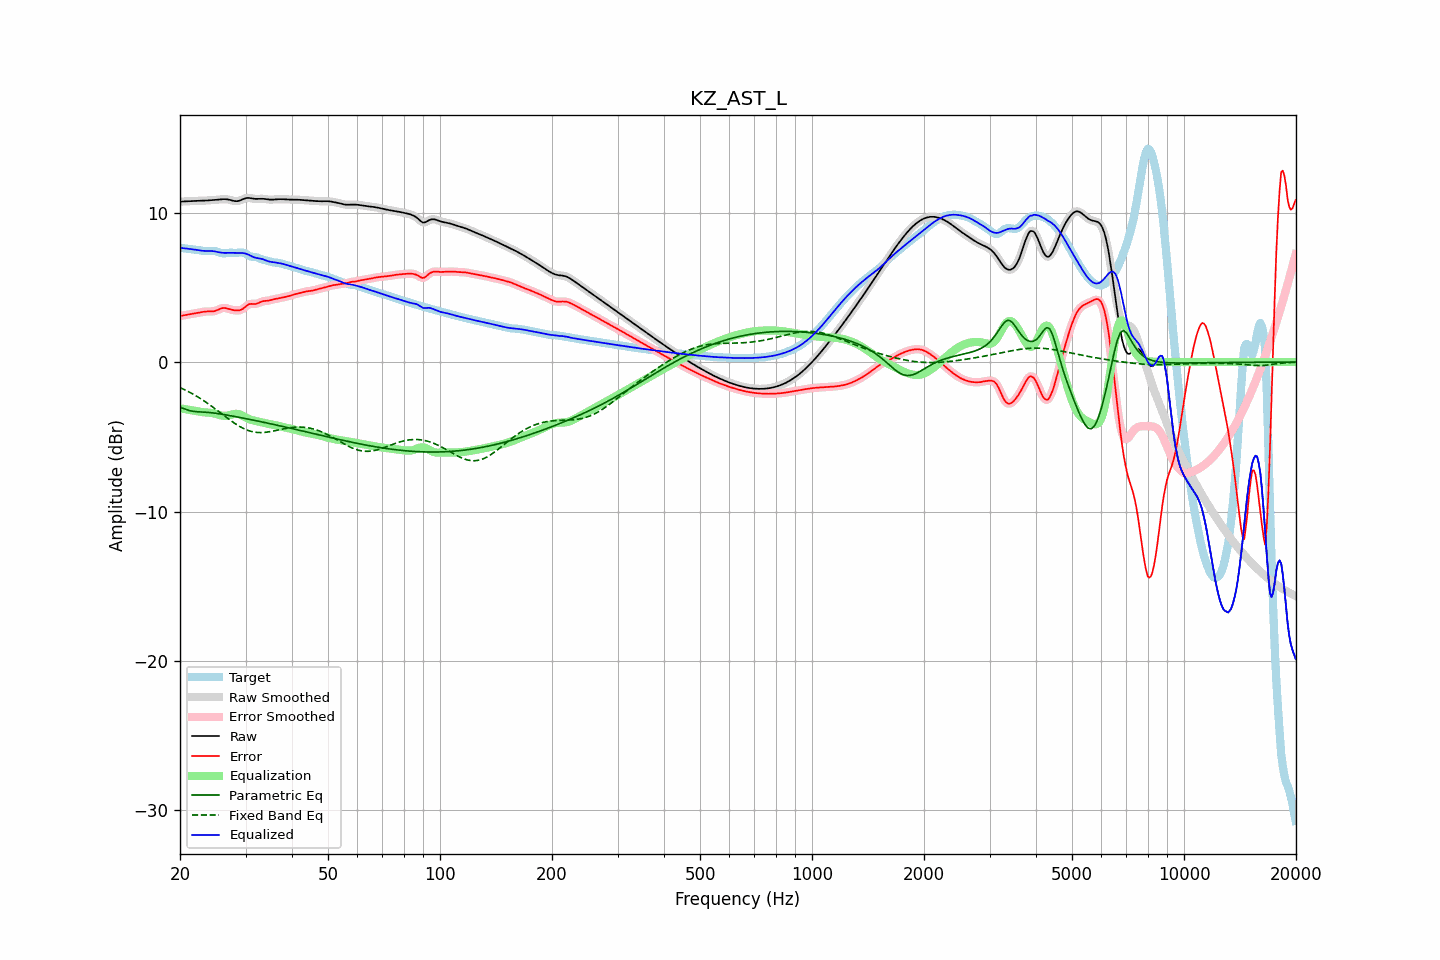 KZ_AST_L
10
0
−10
−20
−30
Amplitude (dBr)
Target
Raw Smoothed
Error Smoothed
Raw
Error
Equalization
Parametric Eq
Fixed Band Eq
Equalized
20 50 100 200 500 1000 2000 5000 10000 20000
Frequency (Hz)